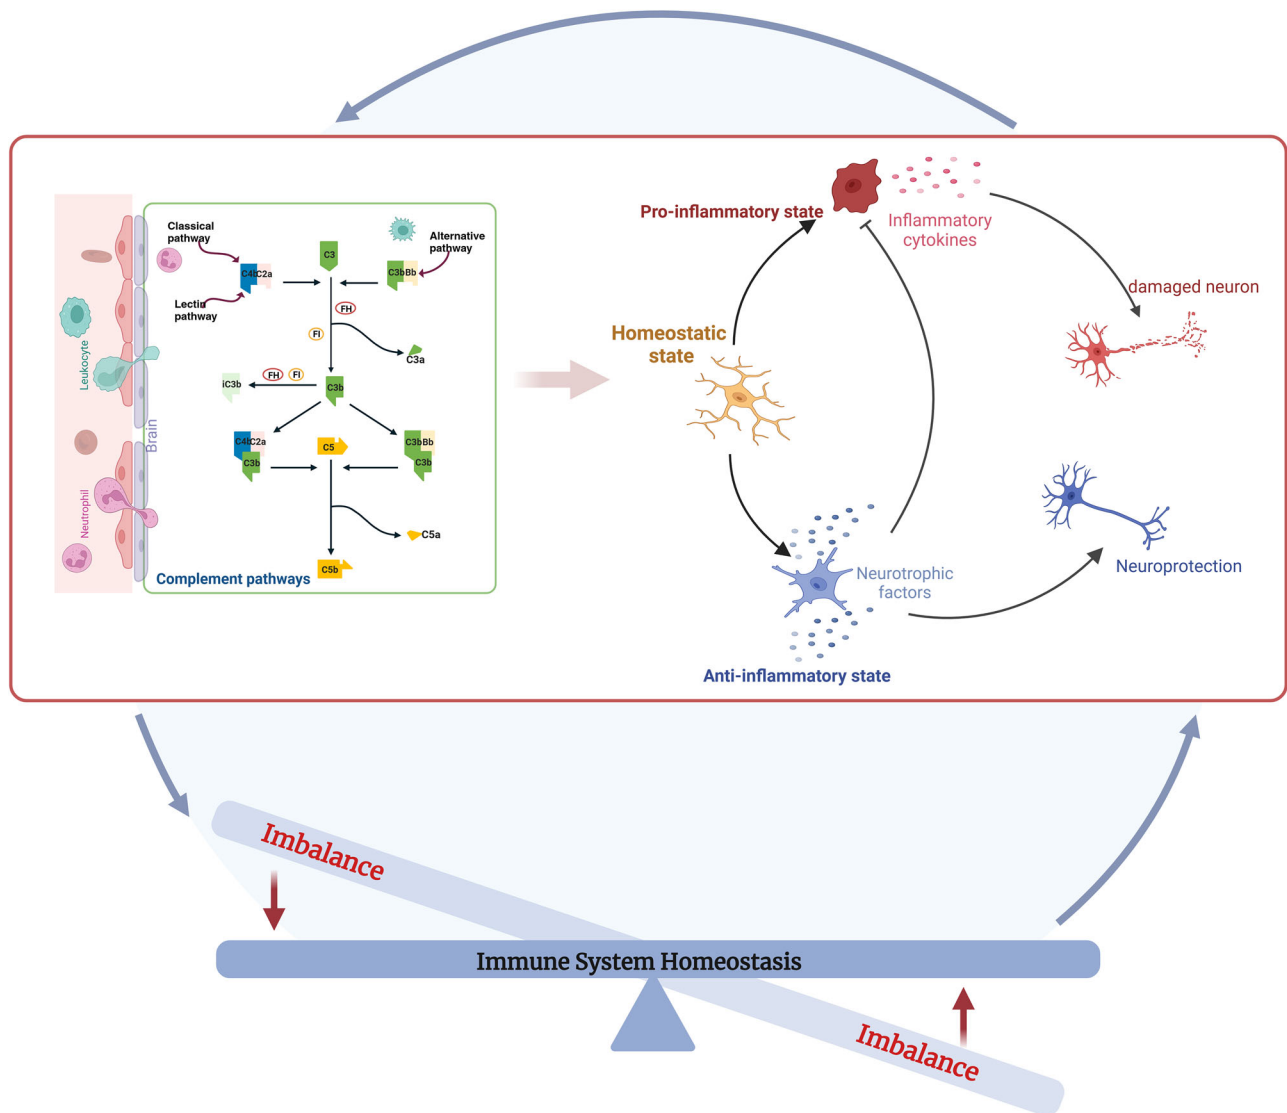 Classical
pathway
C4bC2a
Lectin
pathway
C3
C3bBb
Alternative
pathway
FH
FI
C3a
iC3b
FH
FI
C3b
C4bC2a
C3b
C5
C3bBb
C3b
C5a
C5b
Complement pathways
Leukocyte
Neutrophil
Brain
Pro-inflammatory state
Inflammatory
cytokines
damaged neuron
Homeostatic
state
Neurotrophic
factors
Neuroprotection
Anti-inflammatory state
Imbalance
Immune System Homeostasis
Imbalance